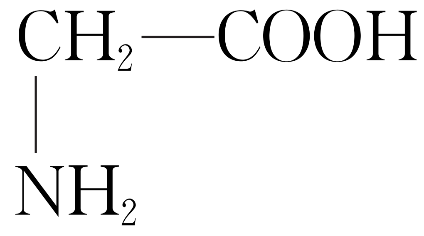 CH₂—COOH
|
NH₂